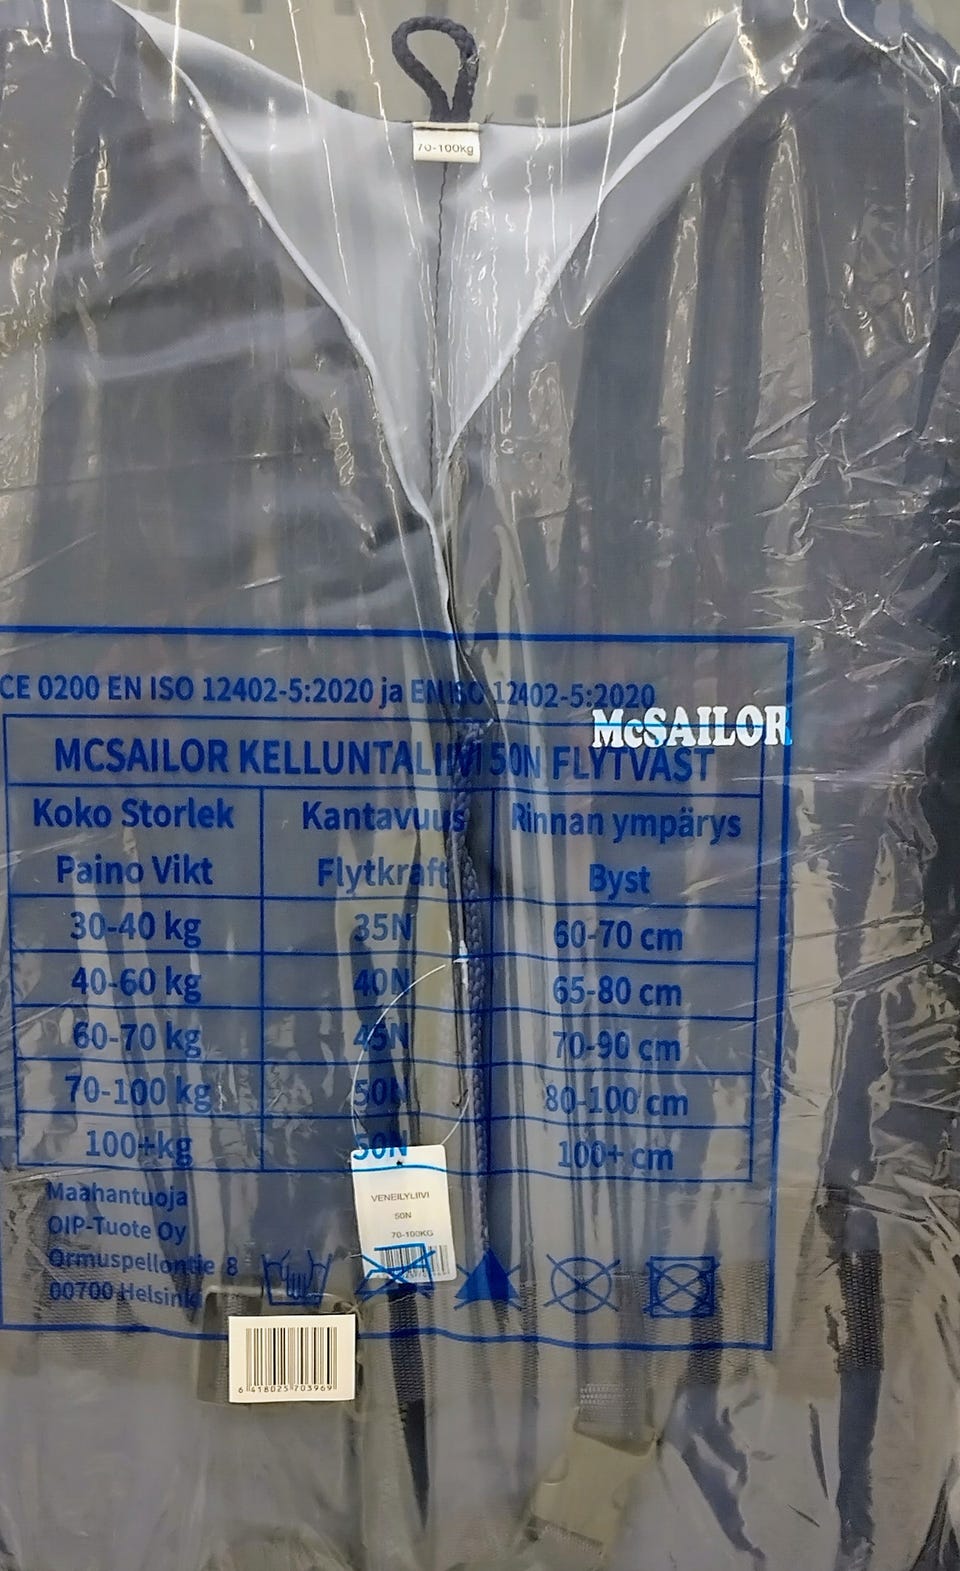 70-100kg
CE 0200 EN ISO 12402-5:2020 ja EN ISO 12402-5:2020
McSAILOR
MCSAILOR KELLUNTALIIVI 50N FLYTVÄST
Koko Storlek Kantavuus Rinnan ympärys
Paino Vikt Flytkraft Byst
30-40 kg 35N 60-70 cm
40-60 kg 40N 65-80 cm
60-70 kg 45N 70-90 cm
70-100 kg 50N 80-100 cm
100+kg 50N 100+ cm
Maahantuoja
OIP-Tuote Oy
Ormuspellontie 8
00700 Helsinki
VENEILYLIIVI
50N
70-100KG
6 418025 703969